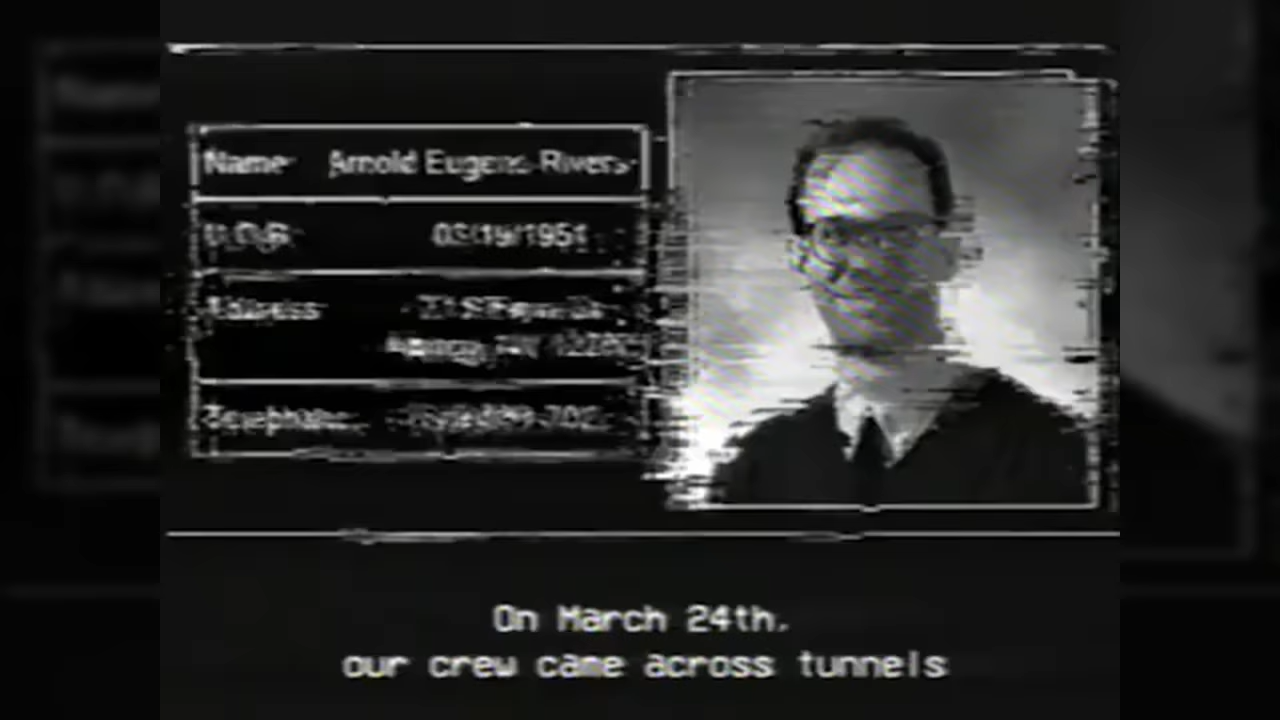 Name: Arnold Eugene Rivers
D.O.B: 03/19/1951
Address:
Telephone:
On March 24th,
our crew came across tunnels